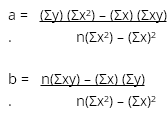 a = (Σy) (Σx²) – (Σx) (Σxy)
. n(Σx²) – (Σx)²
b = n(Σxy) – (Σx) (Σy)
. n(Σx²) – (Σx)²